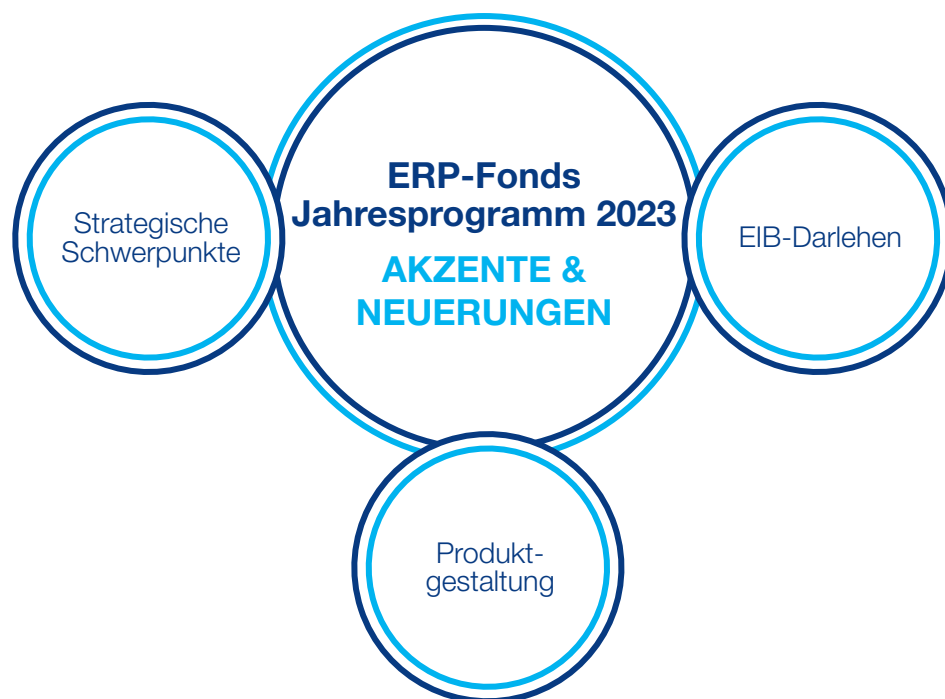 ERP-Fonds
Jahresprogramm 2023
AKZENTE &
NEUERUNGEN
Strategische
Schwerpunkte
EIB-Darlehen
Produkt-
gestaltung